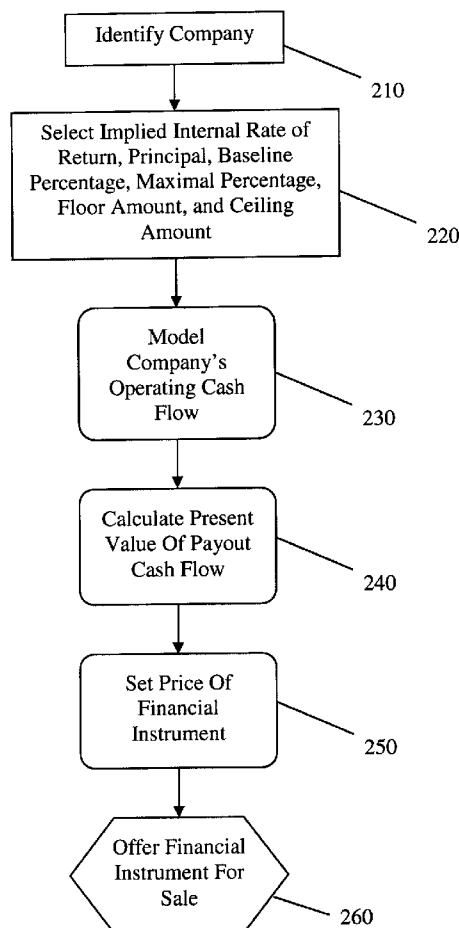 Identify Company
210
Select Implied Internal Rate of
Return, Principal, Baseline
Percentage, Maximal Percentage,
Floor Amount, and Ceiling
Amount
220
Model
Company's
Operating Cash
Flow
230
Calculate Present
Value Of Payout
Cash Flow
240
Set Price Of
Financial
Instrument
250
Offer Financial
Instrument For
Sale
260